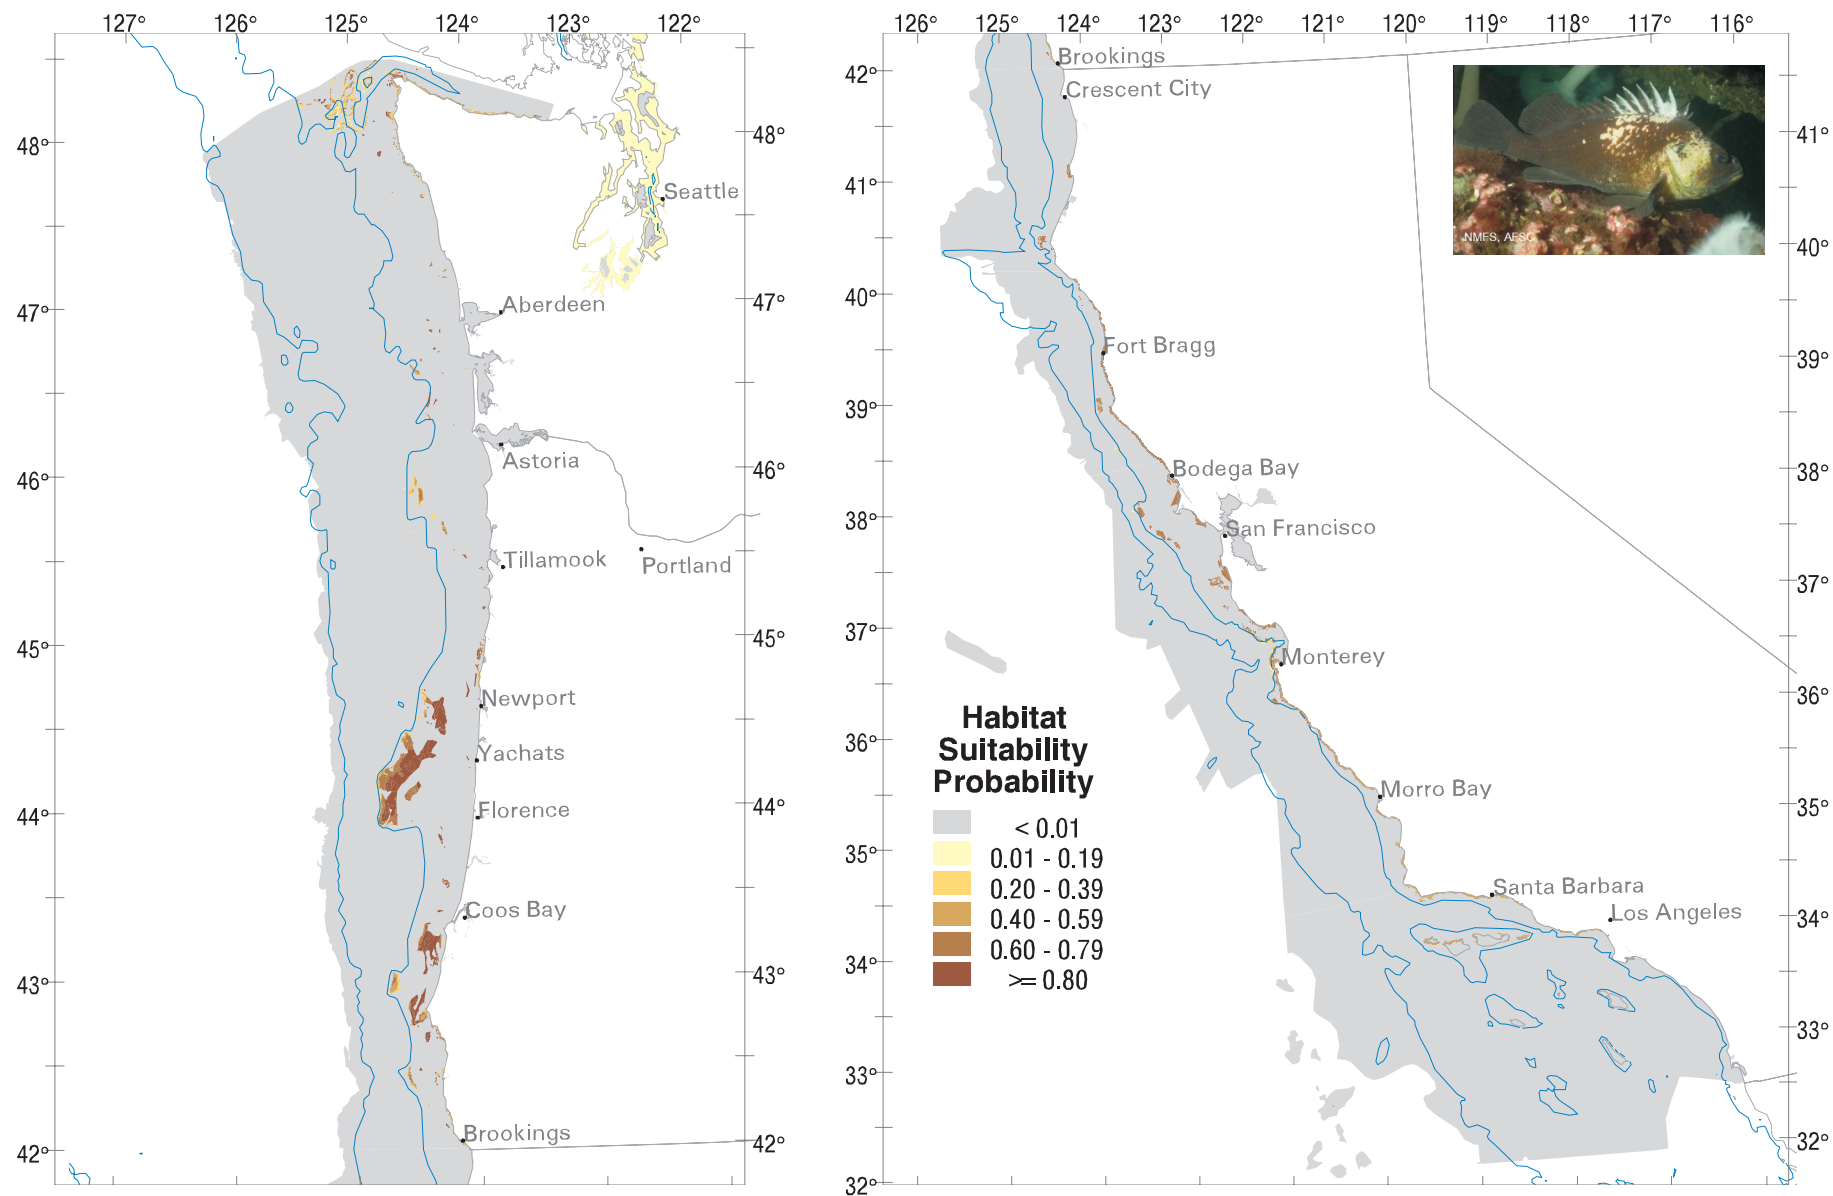 127° 126° 125° 124° 123° 122°
48° 48°
Seattle
47° 47°
Aberdeen
Astoria
46° 46°
Tillamook
Portland
45° 45°
Newport
Yachats
44° 44°
Florence
Coos Bay
43° 43°
Brookings
42° 42°
126° 125° 124° 123° 122° 121° 120° 119° 118° 117° 116°
Brookings
42°
Crescent City
41°
41°
40°
NMFS, AFSC
40°
Fort Bragg
39°
39°
Bodega Bay
38°
38°
San Francisco
37°
37°
Monterey
36°
36°
Habitat
Suitability
Probability
< 0.01
0.01 - 0.19
0.20 - 0.39
0.40 - 0.59
0.60 - 0.79
>= 0.80
Morro Bay
35°
35°
Santa Barbara
Los Angeles
34°
34°
33°
33°
32°
32°